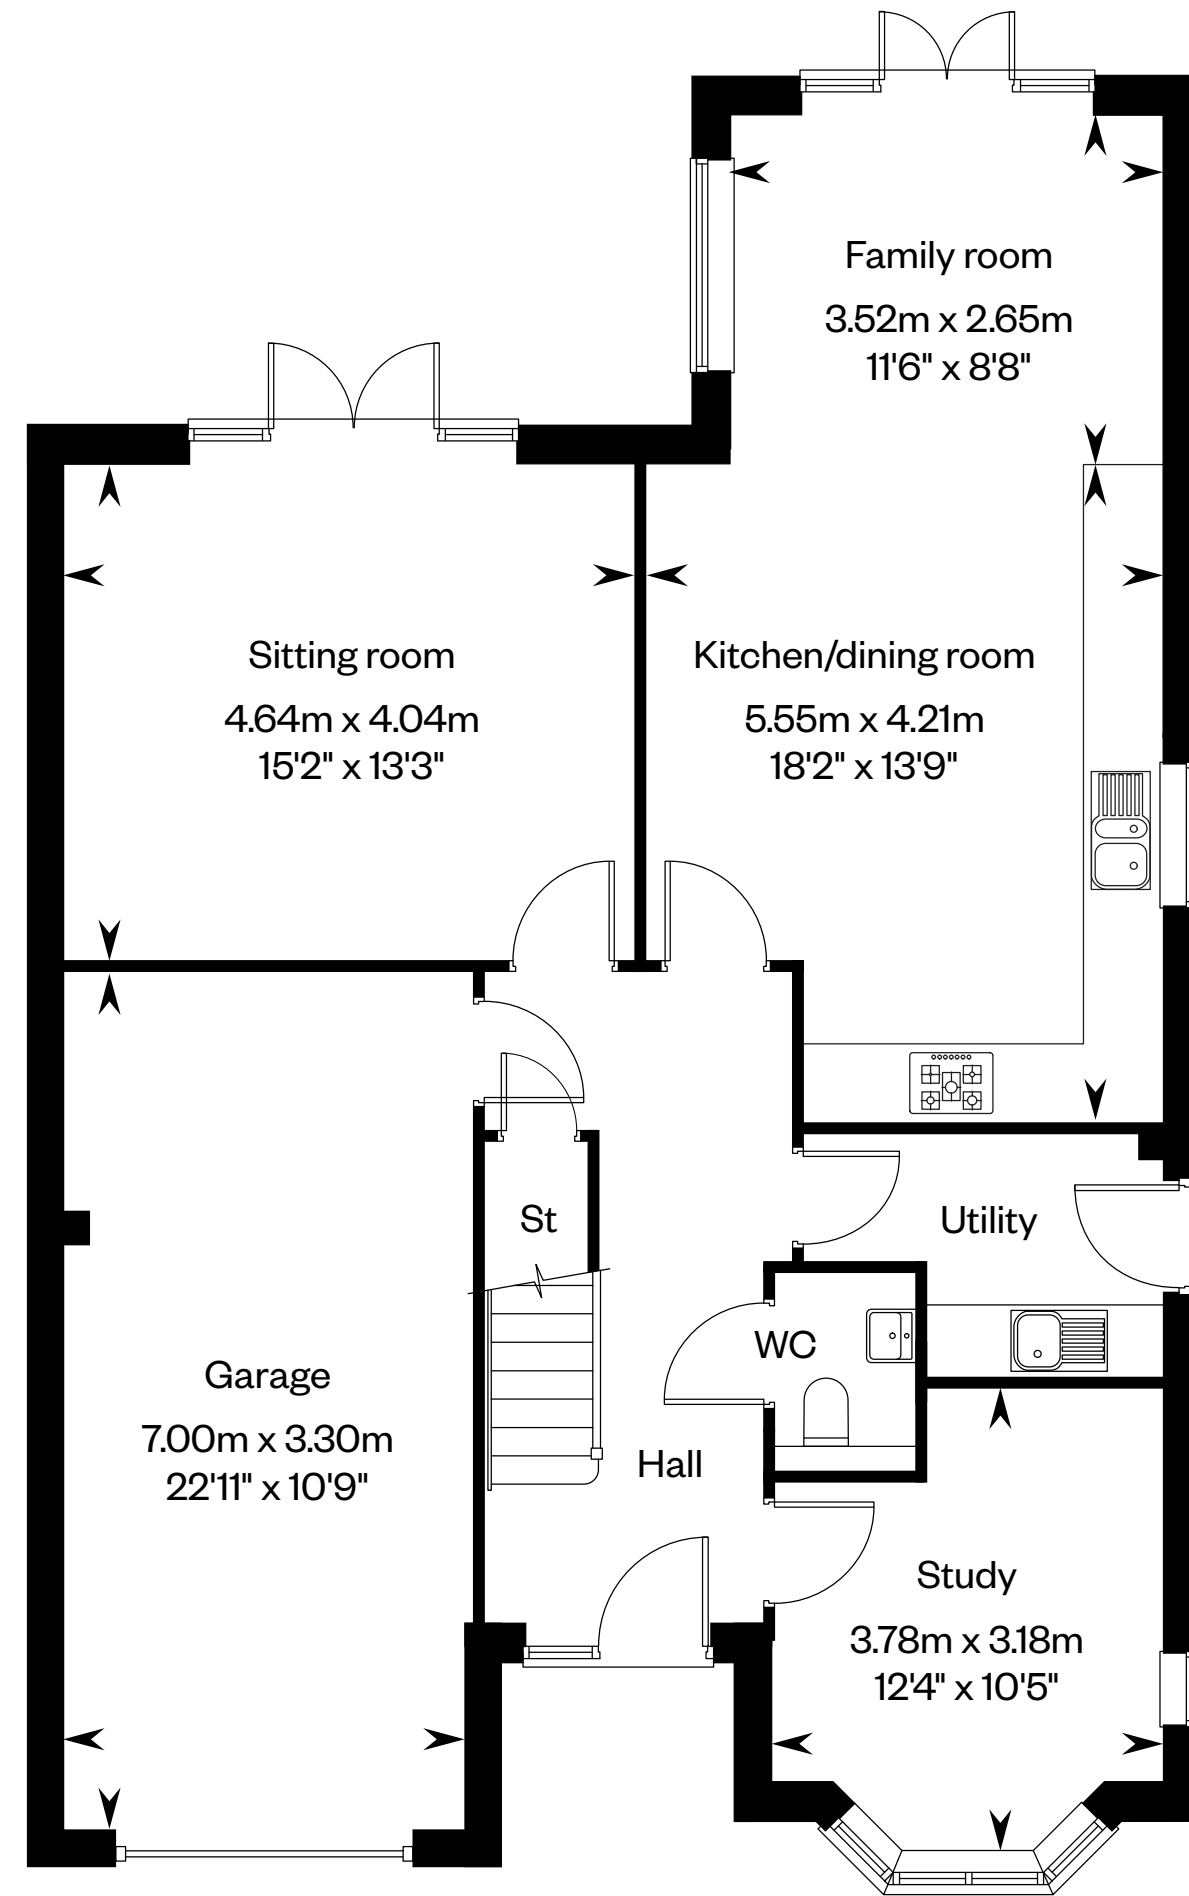 Family room
3.52m x 2.65m
11'6" x 8'8"
Sitting room
4.64m x 4.04m
15'2" x 13'3"
Kitchen/dining room
5.55m x 4.21m
18'2" x 13'9"
St
Utility
WC
Garage
7.00m x 3.30m
22'11" x 10'9"
Hall
Study
3.78m x 3.18m
12'4" x 10'5"